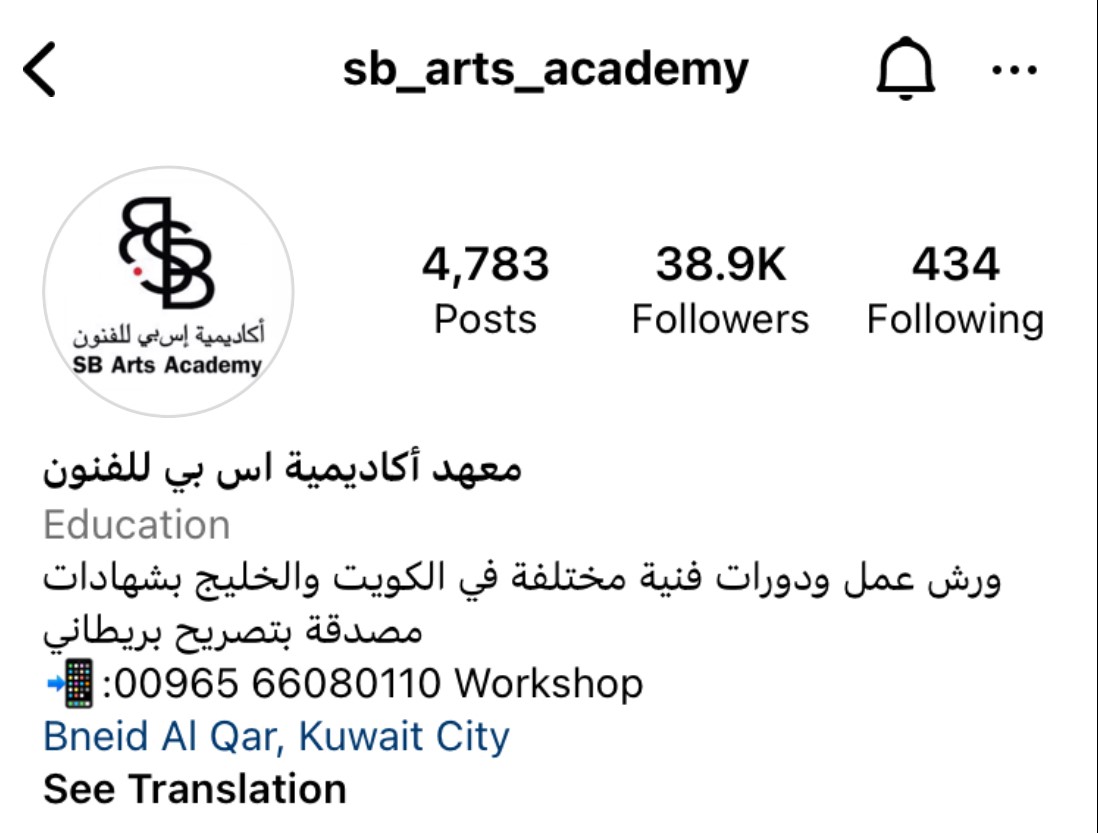 sb_arts_academy
أكاديمية إس بي للفنون
SB Arts Academy
4,783 38.9K 434
Posts Followers Following
معهد أكاديمية اس بي للفنون
Education
ورش عمل ودورات فنية مختلفة في الكويت والخليج بشهادات
مصدقة بتصريح بريطاني
📲:00965 66080110 Workshop
Bneid Al Qar, Kuwait City
See Translation